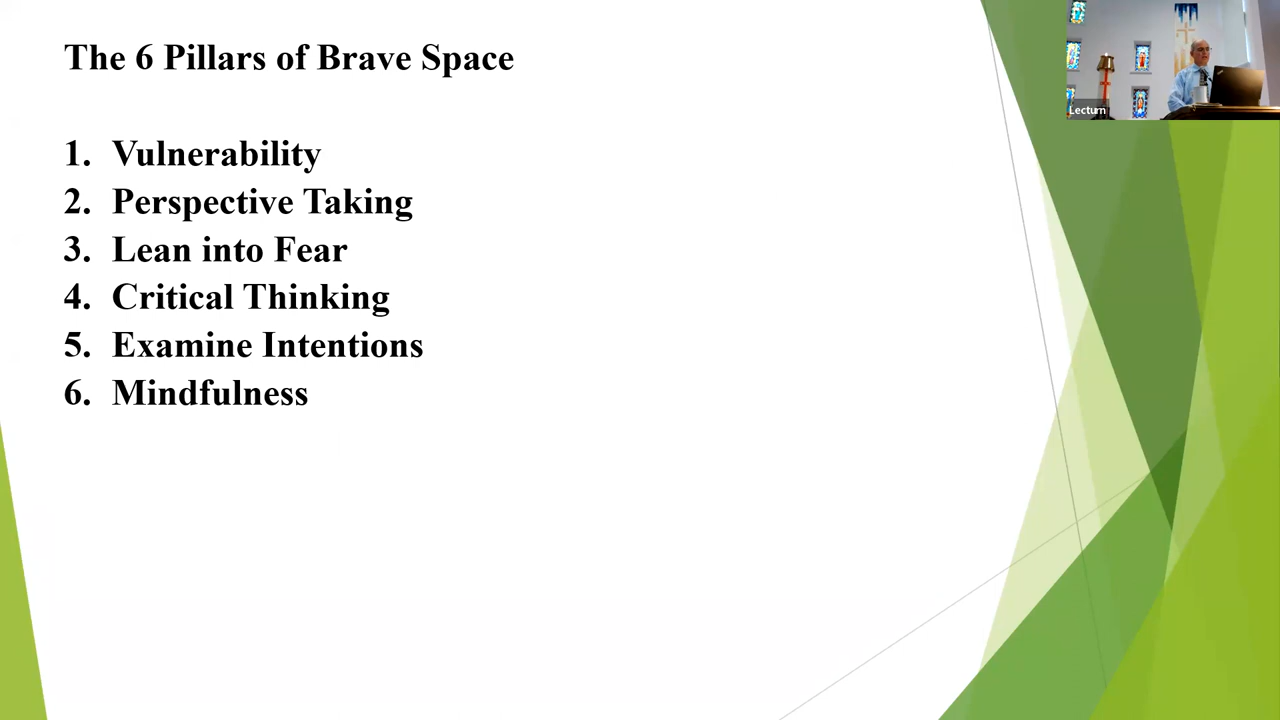 The 6 Pillars of Brave Space
1. Vulnerability
2. Perspective Taking
3. Lean into Fear
4. Critical Thinking
5. Examine Intentions
6. Mindfulness